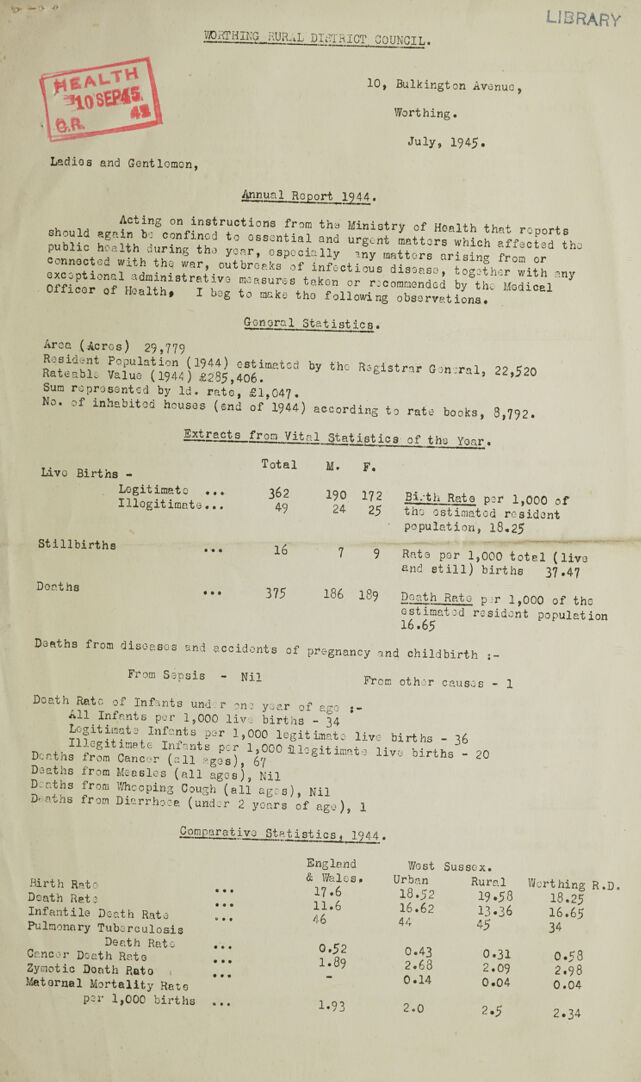 LIBRARY
WORTHING RURAL DISTRICT COUNCIL.
HEALTH
10 SEP 45
G.R. 42
10, Bulkington Avenue,
Worthing.
July, 1945.
Ladies and Gentlemen,
Annual Report 1944.
Acting on instructions from the Ministry of Health that reports
should again be confined to essential and urgent matters which affected the
public health during the year, especially any matters arising from or
connected with the war, outbreaks of infectious disease, together with any
exceptional administrative measures taken or recommended by the Medical
Officer of Health, I beg to make the following observations.
General Statistics.
Area (Acres) 29,779
Resident Population (1944) estimated by the Registrar General, 22,520
Rateable Value (1944) £285,406.
Sum represented by 1d. rate, £1,047.
No. of inhabited houses (end of 1944) according to rate books, 8,792.
Extracts from Vital Statistics of the Year.
Total M. F.
Live Births -
Legitimate ... 362 190 172 Birth Rate per 1,000 of
Illegitimate... 49 24 25 the estimated resident
population, 18.25
Stillbirths ... 16 7 9 Rate per 1,000 total (live
and still) births 37.47
Deaths ... 375 186 189 Death Rate per 1,000 of the
estimated resident population
16.65
Deaths from diseases and accidents of pregnancy and childbirth :-
From Sepsis - Nil From other causes - 1
Death Rate of Infants under one year of age :-
All Infants per 1,000 live births - 34
Legitimate Infants per 1,000 legitimate live births - 36
Illegitimate Infants per 1,000 illegitimate live births - 20
Deaths from Cancer (all ages), 67
Deaths from Measles (all ages), Nil
Deaths from Whooping Cough (all ages), Nil
Deaths from Diarrhoea (under 2 years of age), 1
Comparative Statistics, 1944.
England West Sussex.
& Wales. Urban Rural Worthing R.D.
Birth Rate ... 17.6 18.52 19.58 18.25
Death Rate ... 11.6 16.62 13.36 16.65
Infantile Death Rate ... 46 44 45 34
Pulmonary Tuberculosis
Death Rate ... 0.52 0.43 0.31 0.58
Cancer Death Rate ... 1.89 2.68 2.09 2.98
Zymotic Death Rate ... - 0.14 0.04 0.04
Maternal Mortality Rate
per 1,000 births ... 1.93 2.0 2.5 2.34